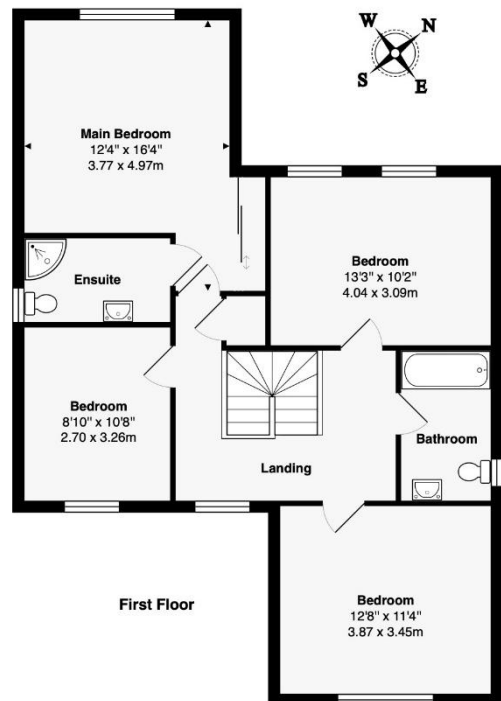 W N
S E
Main Bedroom
12'4" x 16'4"
3.77 x 4.97m
Bedroom
13'3" x 10'2"
4.04 x 3.09m
Ensuite
Bedroom
8'10" x 10'8"
2.70 x 3.26m
Bathroom
Landing
First Floor
Bedroom
12'8" x 11'4"
3.87 x 3.45m